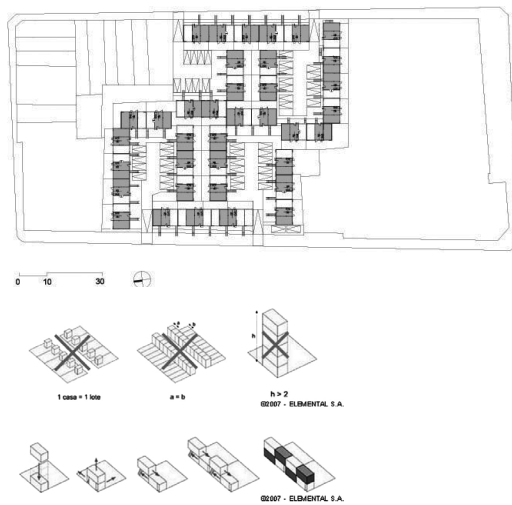 0 10 30
a b
h
1 casa = 1 lote
a = b
h > 2
©2007 - ELEMENTAL S.A.
©2007 - ELEMENTAL S.A.